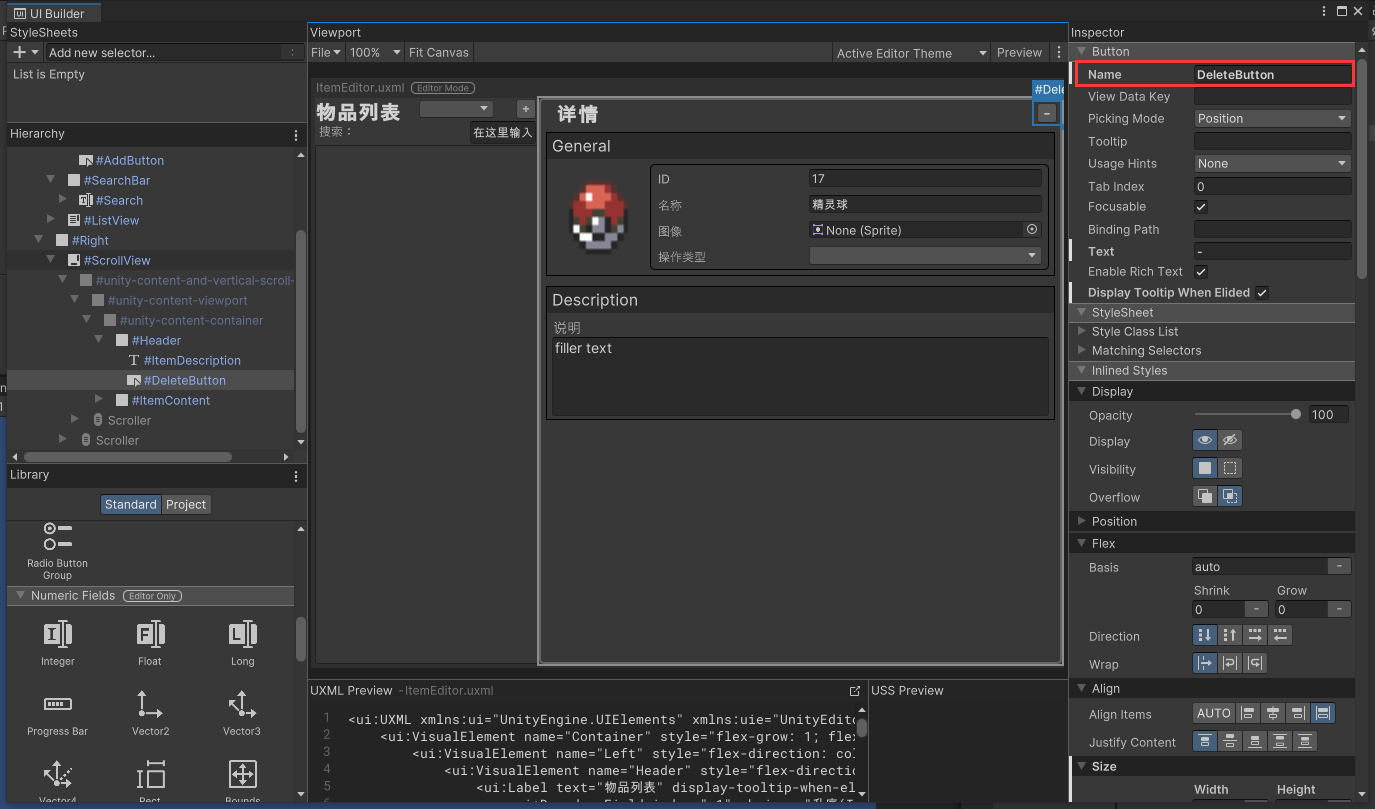 UI Builder
StyleSheets
Add new selector...
List is Empty
Hierarchy
#AddButton
#SearchBar
#Search
#ListView
#Right
#ScrollView
#unity-content-and-vertical-scroll-
#unity-content-viewport
#unity-content-container
#Header
#ItemDescription
#DeleteButton
#ItemContent
Scroller
Scroller
Library
Standard Project
Radio Button
Group
Numeric Fields Editor Only
Integer Float Long
Progress Bar Vector2 Vector3
Vector4 Rect Bounds
Viewport
File 100% Fit Canvas Active Editor Theme Preview
ItemEditor.uxml Editor Mode
#Dele
物品列表 +
搜索： 在这里输入
详情 -
General
ID 17
名称 精灵球
图像 None (Sprite)
操作类型
Description
说明
filler text
UXML Preview - ItemEditor.uxml
1 <ui:UXML xmlns:ui="UnityEngine.UIElements" xmlns:uie="UnityEdito
2 <ui:VisualElement name="Container" style="flex-grow: 1; flex
3 <ui:VisualElement name="Left" style="flex-direction: col
4 <ui:VisualElement name="Header" style="flex-directio
5 <ui:Label text="物品列表" display-tooltip-when-el
USS Preview
Inspector
Button
Name DeleteButton
View Data Key
Picking Mode Position
Tooltip
Usage Hints None
Tab Index 0
Focusable
Binding Path
Text -
Enable Rich Text
Display Tooltip When Elided
StyleSheet
Style Class List
Matching Selectors
Inlined Styles
Display
Opacity 100
Display
Visibility
Overflow
Position
Flex
Basis auto -
Shrink Grow
0 - 0 -
Direction
Wrap
Align
Align Items AUTO
Justify Content
Size
Width Height